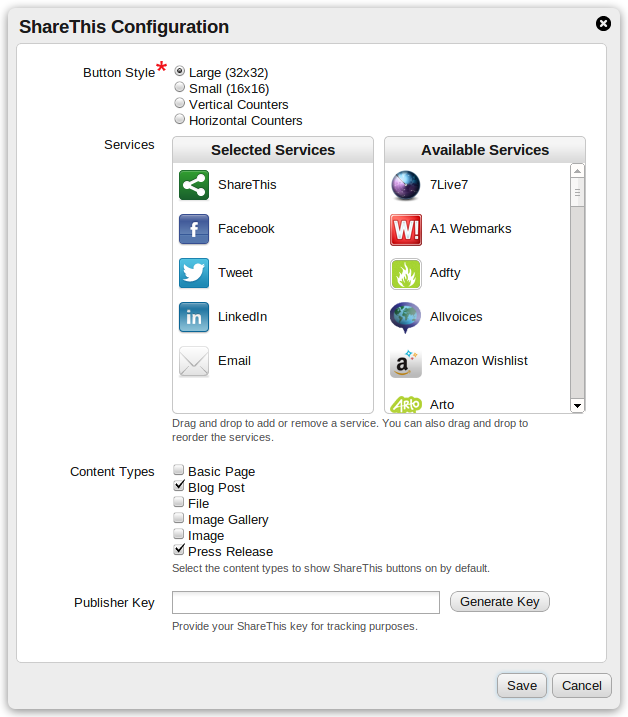 ShareThis Configuration
Button Style*
Large (32x32)
Small (16x16)
Vertical Counters
Horizontal Counters
Services
Selected Services
ShareThis
f Facebook
Tweet
in LinkedIn
Email
Available Services
7Live7
W! A1 Webmarks
Adfty
Allvoices
a Amazon Wishlist
ARTO Arto
Drag and drop to add or remove a service. You can also drag and drop to
reorder the services.
Content Types
Basic Page
Blog Post
File
Image Gallery
Image
Press Release
Select the content types to show ShareThis buttons on by default.
Publisher Key
Generate Key
Provide your ShareThis key for tracking purposes.
Save
Cancel